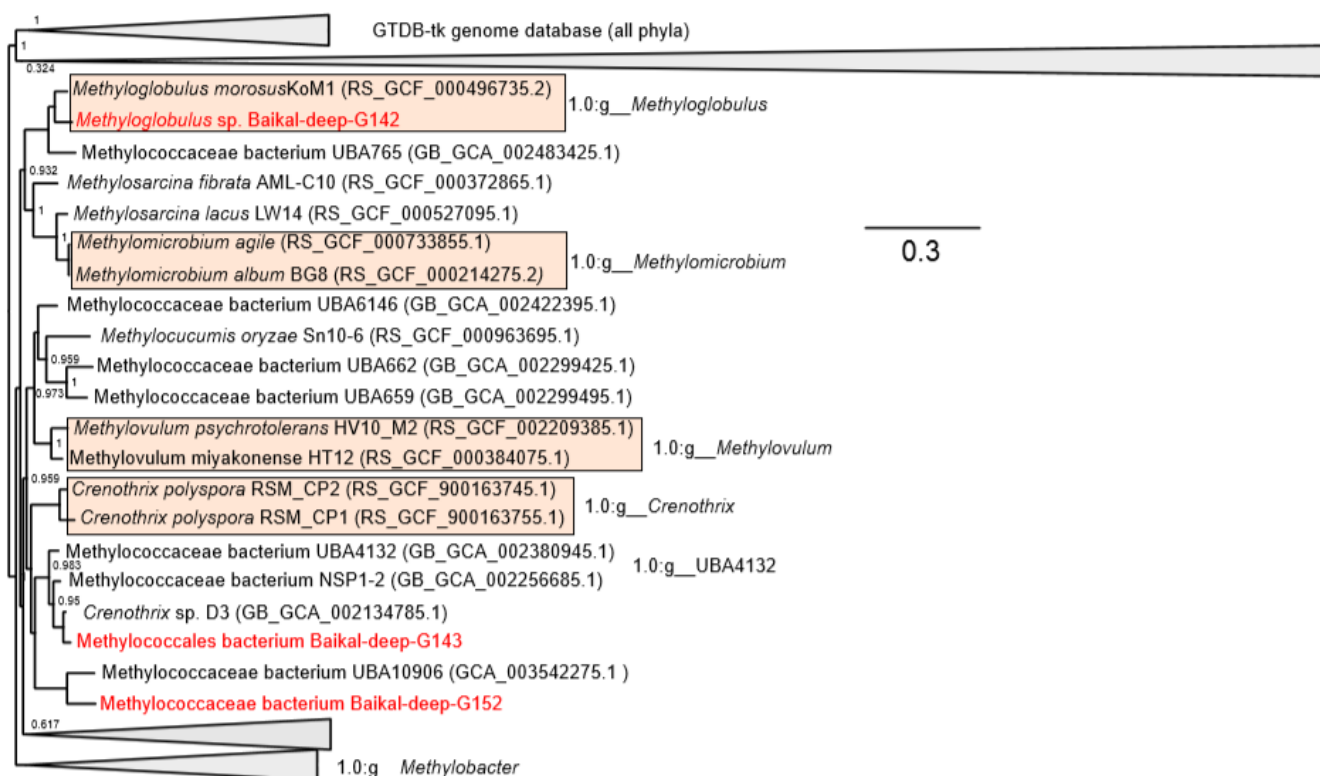 1
GTDB-tk genome database (all phyla)
1
0.324
Methyloglobulus morosusKoM1 (RS_GCF_000496735.2)
1.0:g__Methyloglobulus
Methyloglobulus sp. Baikal-deep-G142
Methylococcaceae bacterium UBA765 (GB_GCA_002483425.1)
0.932
Methylosarcina fibrata AML-C10 (RS_GCF_000372865.1)
1
Methylosarcina lacus LW14 (RS_GCF_000527095.1)
0.3
1
Methylomicrobium agile (RS_GCF_000733855.1)
1.0:g__Methylomicrobium
Methylomicrobium album BG8 (RS_GCF_000214275.2)
Methylococcaceae bacterium UBA6146 (GB_GCA_002422395.1)
Methylocucumis oryzae Sn10-6 (RS_GCF_000963695.1)
0.959
Methylococcaceae bacterium UBA662 (GB_GCA_002299425.1)
1
0.973
Methylococcaceae bacterium UBA659 (GB_GCA_002299495.1)
Methylovulum psychrotolerans HV10_M2 (RS_GCF_002209385.1)
1
1.0:g__Methylovulum
Methylovulum miyakonense HT12 (RS_GCF_000384075.1)
0.959
Crenothrix polyspora RSM_CP2 (RS_GCF_900163745.1)
1.0:g__Crenothrix
Crenothrix polyspora RSM_CP1 (RS_GCF_900163755.1)
Methylococcaceae bacterium UBA4132 (GB_GCA_002380945.1)
1.0:g__UBA4132
0.983
Methylococcaceae bacterium NSP1-2 (GB_GCA_002256685.1)
0.95
Crenothrix sp. D3 (GB_GCA_002134785.1)
Methylococcales bacterium Baikal-deep-G143
Methylococcaceae bacterium UBA10906 (GCA_003542275.1 )
Methylococcaceae bacterium Baikal-deep-G152
0.617
1.0:g__Methylobacter